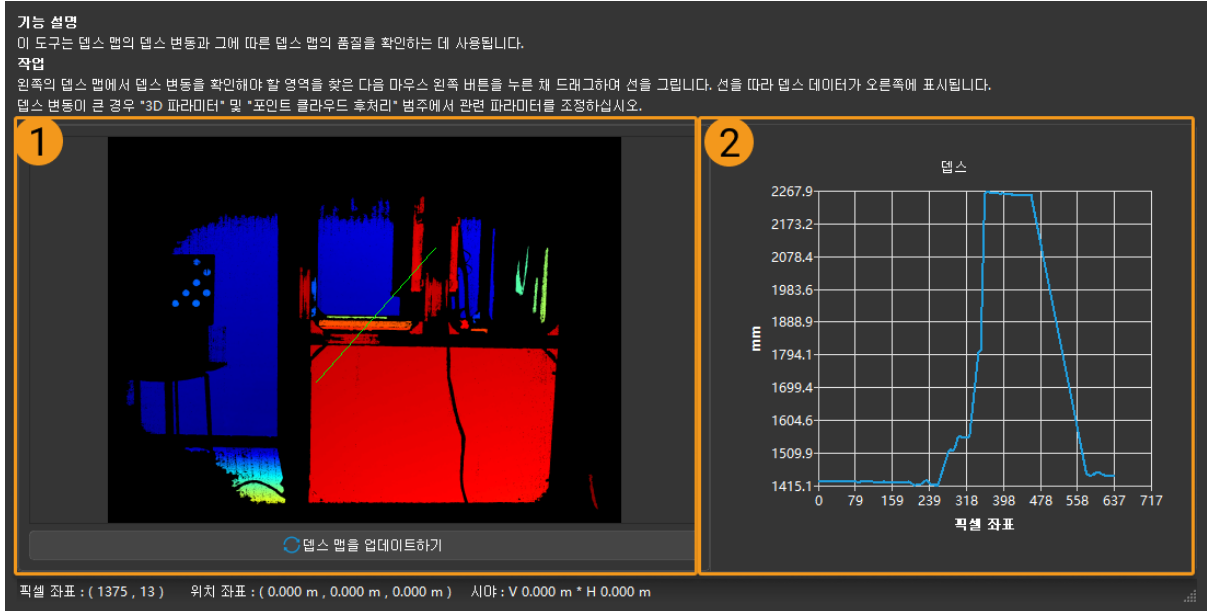 기능 설명
이 도구는 뎁스 맵의 뎁스 변동과 그에 따른 뎁스 맵의 품질을 확인하는 데 사용됩니다.
작업
왼쪽의 뎁스 맵에서 뎁스 변동을 확인해야 할 영역을 찾은 다음 마우스 왼쪽 버튼을 누른 채 드래그하여 선을 그립니다. 선을 따라 뎁스 데이터가 오른쪽에 표시됩니다.
뎁스 변동이 큰 경우 "3D 파라미터" 및 "포인트 클라우드 후처리" 범주에서 관련 파라미터를 조정하십시오.
1
뎁스 맵을 업데이트하기
2
뎁스
2267.9
2173.2
2078.4
1983.6
1888.9
1794.1
1699.4
1604.6
1509.9
1415.1
mm
0 79 159 239 318 398 478 558 637 717
픽셀 좌표
픽셀 좌표 : ( 1375 , 13 ) 위치 좌표 : ( 0.000 m , 0.000 m , 0.000 m ) 시야 : V 0.000 m * H 0.000 m